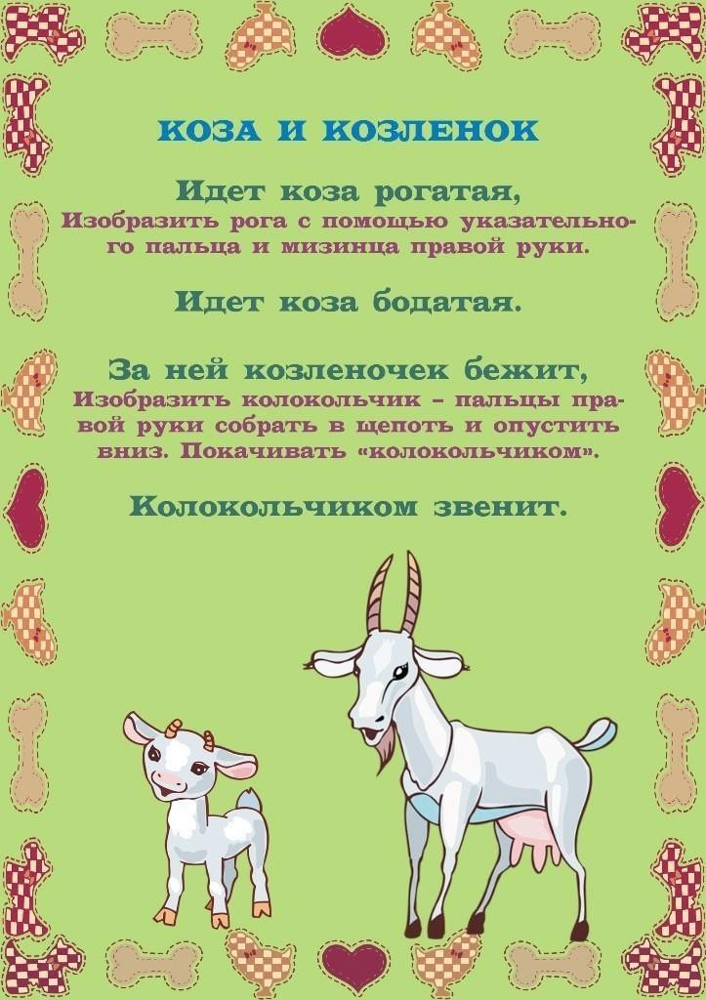 КОЗА И КОЗЛЕНОК
Идет коза рогатая,
Изобразить рога с помощью указательно-
го пальца и мизинца правой руки.
Идет коза бодатая.
За ней козленочек бежит,
Изобразить колокольчик – пальцы пра-
вой руки собрать в щепоть и опустить
вниз. Покачивать «колокольчиком».
Колокольчиком звенит.